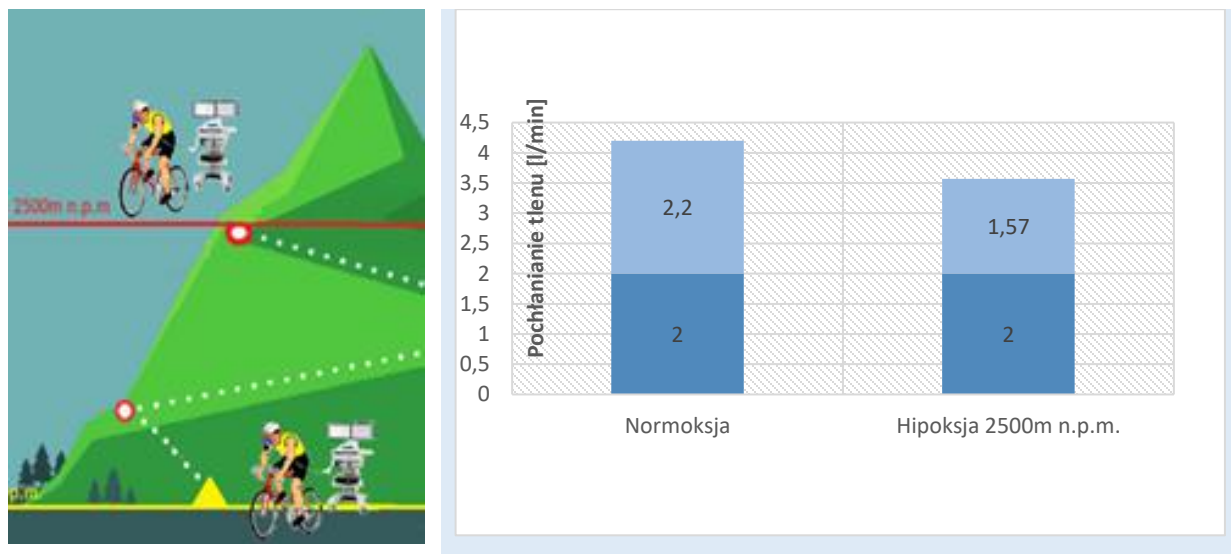 2500m n.p.m
p.m
Pochłanianie tlenu [l/min]
4,5
4
3,5
3
2,5
2
1,5
1
0,5
0
2,2
2
1,57
2
Normoksja
Hipoksja 2500m n.p.m.